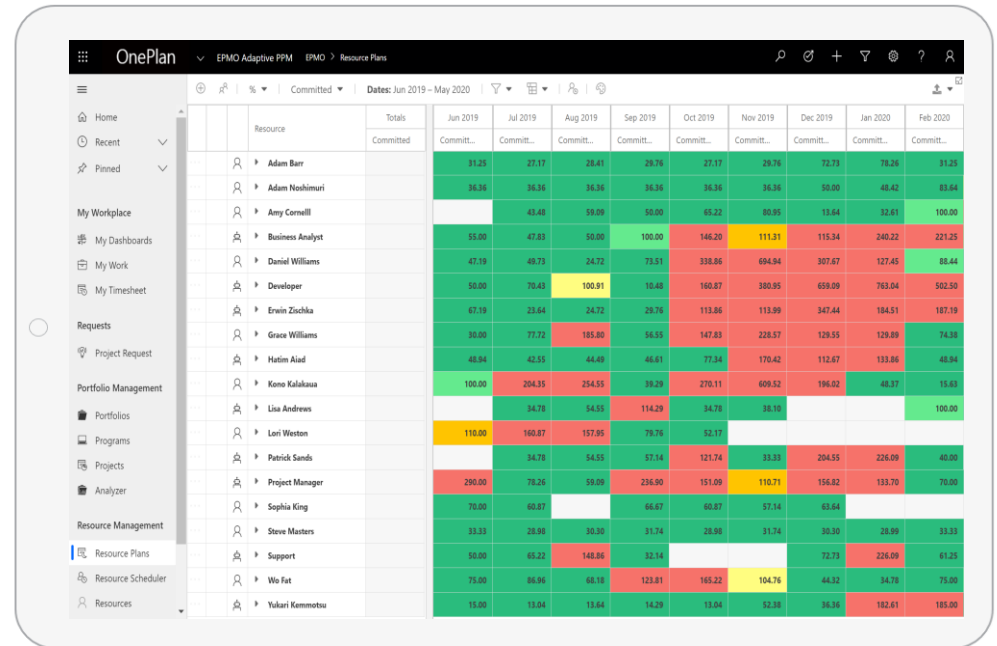 OnePlan EPMO Adaptive PPM EPMO > Resource Plans ?
% Committed Dates: Jun 2019 – May 2020
Home
Recent
Pinned
My Workplace
My Dashboards
My Work
My Timesheet
Requests
Project Request
Portfolio Management
Portfolios
Programs
Projects
Analyzer
Resource Management
Resource Plans
Resource Scheduler
Resources
Resource Totals Jun 2019 Jul 2019 Aug 2019 Sep 2019 Oct 2019 Nov 2019 Dec 2019 Jan 2020 Feb 2020
Committed Committ... Committ... Committ... Committ... Committ... Committ... Committ... Committ... Committ...
Adam Barr 31.25 27.17 28.41 29.76 27.17 29.76 72.73 78.26 31.25
Adam Noshimuri 36.36 36.36 36.36 36.36 36.36 36.36 50.00 48.42 83.64
Amy Cornelll 43.48 59.09 50.00 65.22 80.95 13.64 32.61 100.00
Business Analyst 55.00 47.83 50.00 100.00 146.20 111.31 115.34 240.22 221.25
Daniel Williams 47.19 49.73 24.72 73.51 338.86 694.94 307.67 127.45 88.44
Developer 50.00 70.43 100.91 10.48 160.87 380.95 659.09 763.04 502.50
Erwin Zischka 67.19 23.64 24.72 29.76 113.86 113.99 347.44 184.51 187.19
Grace Williams 30.00 77.72 185.80 56.55 147.83 228.57 129.55 129.89 74.38
Hatim Aiad 48.94 42.55 44.49 46.61 77.34 170.42 112.67 133.86 48.94
Kono Kalakaua 100.00 204.35 254.55 39.29 270.11 609.52 196.02 48.37 15.63
Lisa Andrews 34.78 54.55 114.29 34.78 38.10 100.00
Lori Weston 110.00 160.87 157.95 79.76 52.17
Patrick Sands 34.78 54.55 57.14 121.74 33.33 204.55 226.09 40.00
Project Manager 290.00 78.26 59.09 236.90 151.09 110.71 156.82 133.70 70.00
Sophia King 70.00 60.87 66.67 60.87 57.14 63.64
Steve Masters 33.33 28.98 30.30 31.74 28.98 31.74 30.30 28.99 33.33
Support 50.00 65.22 148.86 32.14 72.73 226.09 61.25
Wo Fat 75.00 86.96 68.18 123.81 165.22 104.76 44.32 34.78 75.00
Yukari Kemmotsu 15.00 13.04 13.64 14.29 13.04 52.38 36.36 182.61 185.00